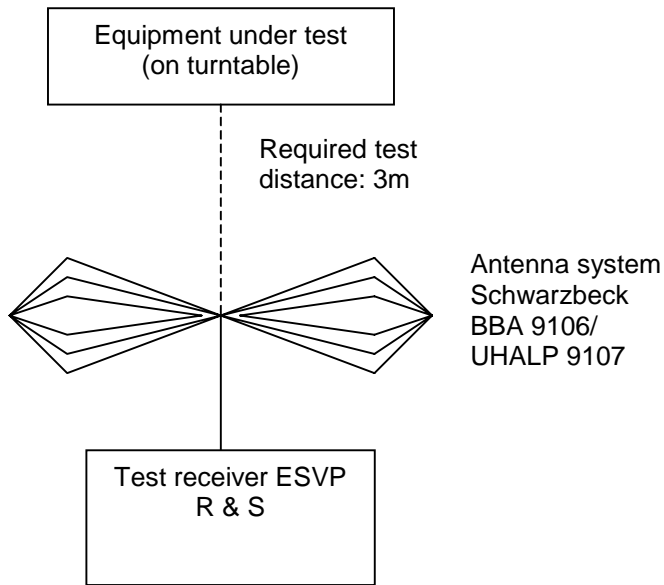 Equipment under test
(on turntable)
Required test
distance: 3m
Antenna system
Schwarzbeck
BBA 9106/
UHALP 9107
Test receiver ESVP
R & S